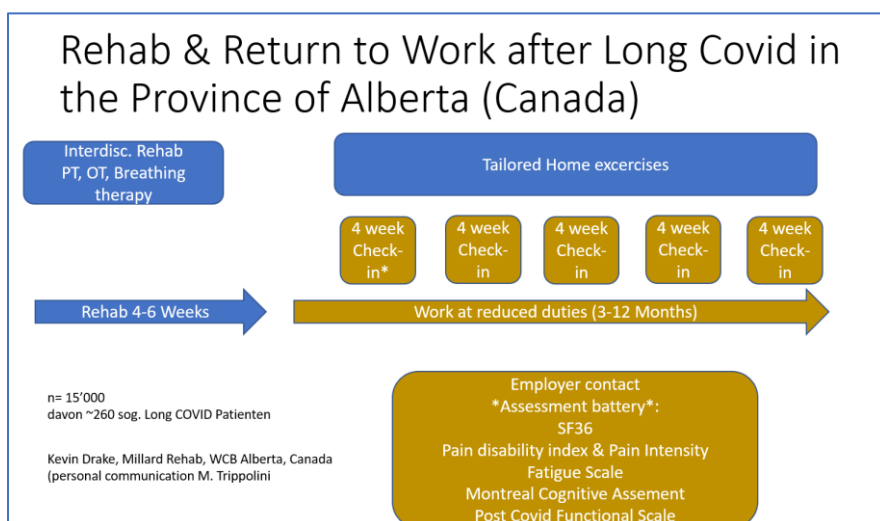 Rehab & Return to Work after Long Covid in
the Province of Alberta (Canada)
Interdisc. Rehab
PT, OT, Breathing
therapy
Tailored Home excercises
4 week
Check-
in*
4 week
Check-
in
4 week
Check-
in
4 week
Check-
in
4 week
Check-
in
Rehab 4-6 Weeks
Work at reduced duties (3-12 Months)
n= 15’000
davon ~260 sog. Long COVID Patienten
Kevin Drake, Millard Rehab, WCB Alberta, Canada
(personal communication M. Trippolini
Employer contact
*Assessment battery*:
SF36
Pain disability index & Pain Intensity
Fatigue Scale
Montreal Cognitive Assement
Post Covid Functional Scale